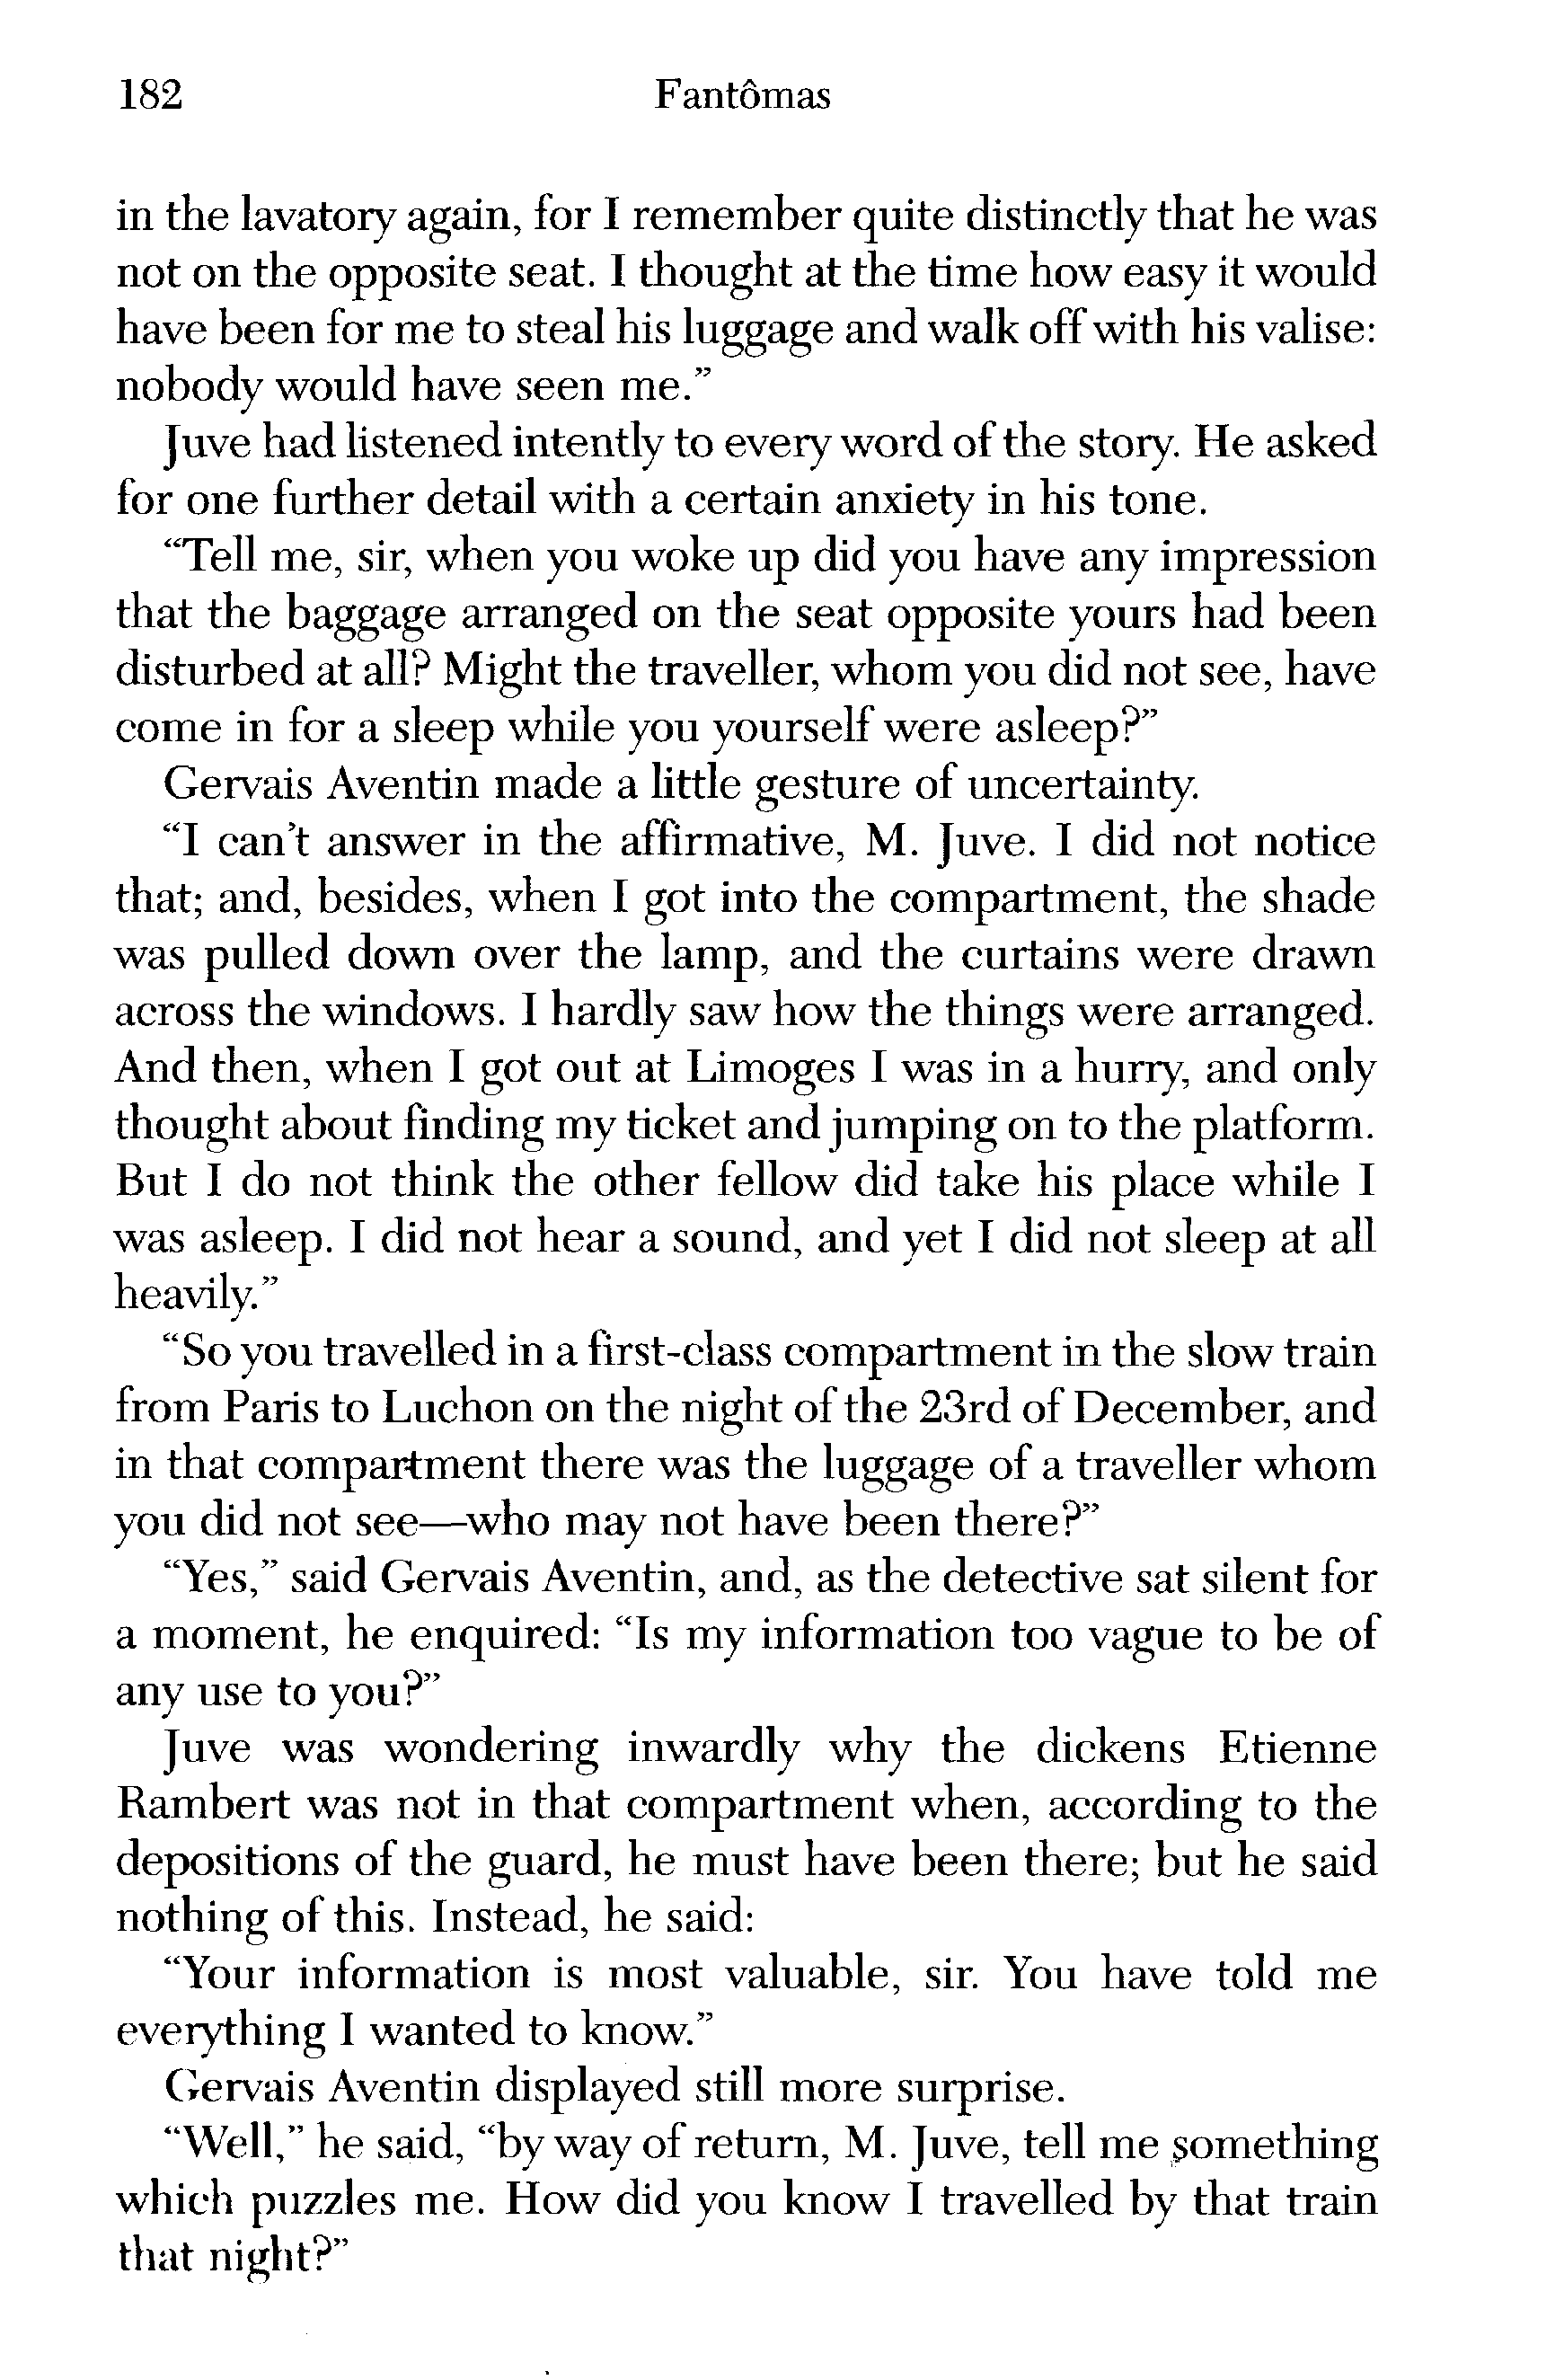 182 Fantômas
in the lavatory again, for I remember quite distinctly that he was
not on the opposite seat. I thought at the time how easy it would
have been for me to steal his luggage and walk off with his valise:
nobody would have seen me.”
Juve had listened intently to every word of the story. He asked
for one further detail with a certain anxiety in his tone.
“Tell me, sir, when you woke up did you have any impression
that the baggage arranged on the seat opposite yours had been
disturbed at all? Might the traveller, whom you did not see, have
come in for a sleep while you yourself were asleep?”
Gervais Aventin made a little gesture of uncertainty.
“I can’t answer in the affirmative, M. Juve. I did not notice
that; and, besides, when I got into the compartment, the shade
was pulled down over the lamp, and the curtains were drawn
across the windows. I hardly saw how the things were arranged.
And then, when I got out at Limoges I was in a hurry, and only
thought about finding my ticket and jumping on to the platform.
But I do not think the other fellow did take his place while I
was asleep. I did not hear a sound, and yet I did not sleep at all
heavily.”
“So you travelled in a first-class compartment in the slow train
from Paris to Luchon on the night of the 23rd of December, and
in that compartment there was the luggage of a traveller whom
you did not see—who may not have been there?”
“Yes,” said Gervais Aventin, and, as the detective sat silent for
a moment, he enquired: “Is my information too vague to be of
any use to you?”
Juve was wondering inwardly why the dickens Etienne
Rambert was not in that compartment when, according to the
depositions of the guard, he must have been there; but he said
nothing of this. Instead, he said:
“Your information is most valuable, sir. You have told me
everything I wanted to know.”
Gervais Aventin displayed still more surprise.
“Well,” he said, “by way of return, M. Juve, tell me something
which puzzles me. How did you know I travelled by that train
that night?”